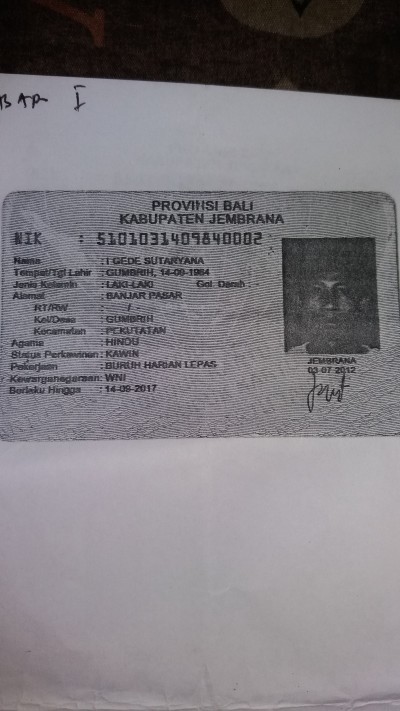 BAP I
PROVINSI BALI
KABUPATEN JEMBRANA
NIK : 5101031409840002
Nama : I GEDE SUTARYANA
Tempat/Tgl Lahir : GUMBRIH, 14-09-1984
Jenis Kelamin : LAKI-LAKI Gol. Darah : -
Alamat : BANJAR PASAR
RT/RW : - / -
Kel/Desa : GUMBRIH
Kecamatan : PEKUTATAN
Agama : HINDU
Status Perkawinan: KAWIN
Pekerjaan : BURUH HARIAN LEPAS
Kewarganegaraan: WNI
Berlaku Hingga : 14-09-2017
JEMBRANA
03-07-2012